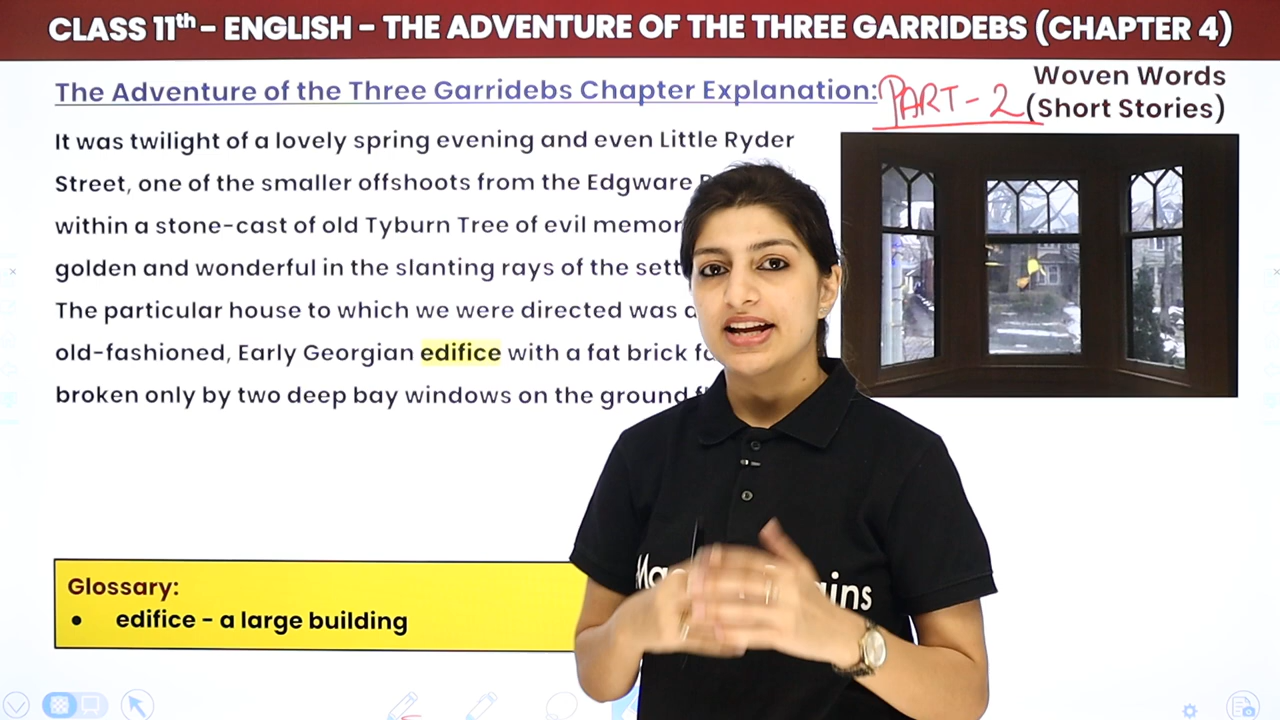 CLASS 11th - ENGLISH - THE ADVENTURE OF THE THREE GARRIDEBS (CHAPTER 4)
The Adventure of the Three Garridebs Chapter Explanation:
PART-2
Woven Words
(Short Stories)
It was twilight of a lovely spring evening and even Little Ryder
Street, one of the smaller offshoots from the Edgware
within a stone-cast of old Tyburn Tree of evil
golden and wonderful in the slanting rays of the
The particular house to which we were directed was
old-fashioned, Early Georgian edifice with a fat brick
broken only by two deep bay windows on the ground
Glossary:
• edifice - a large building